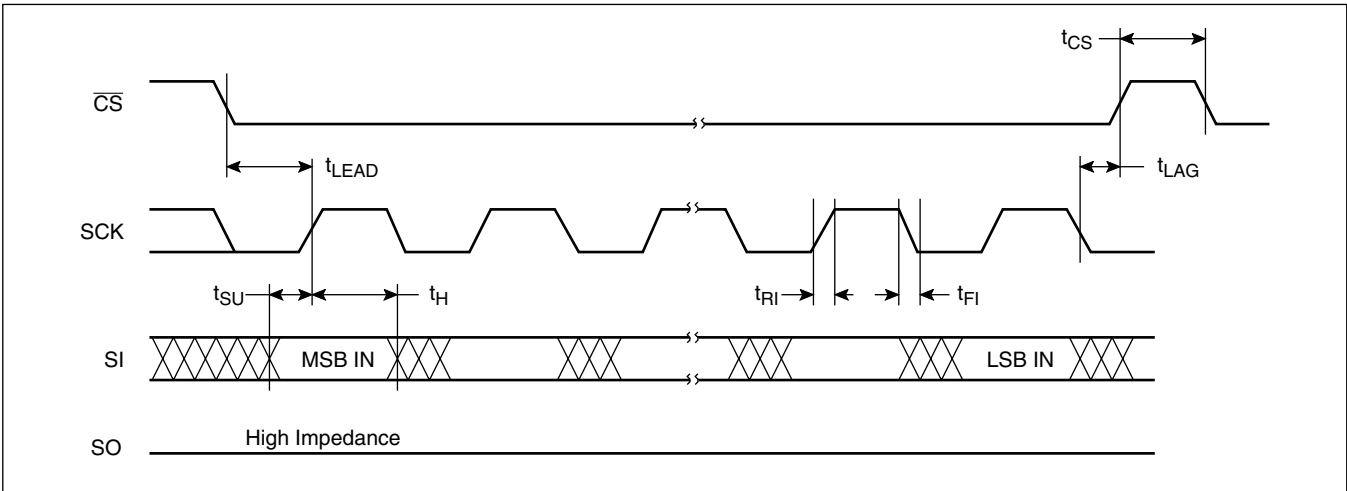 tCS
CS
tLEAD
tLAG
SCK
tSU
tH
tRI
tFI
SI
MSB IN
LSB IN
High Impedance
SO